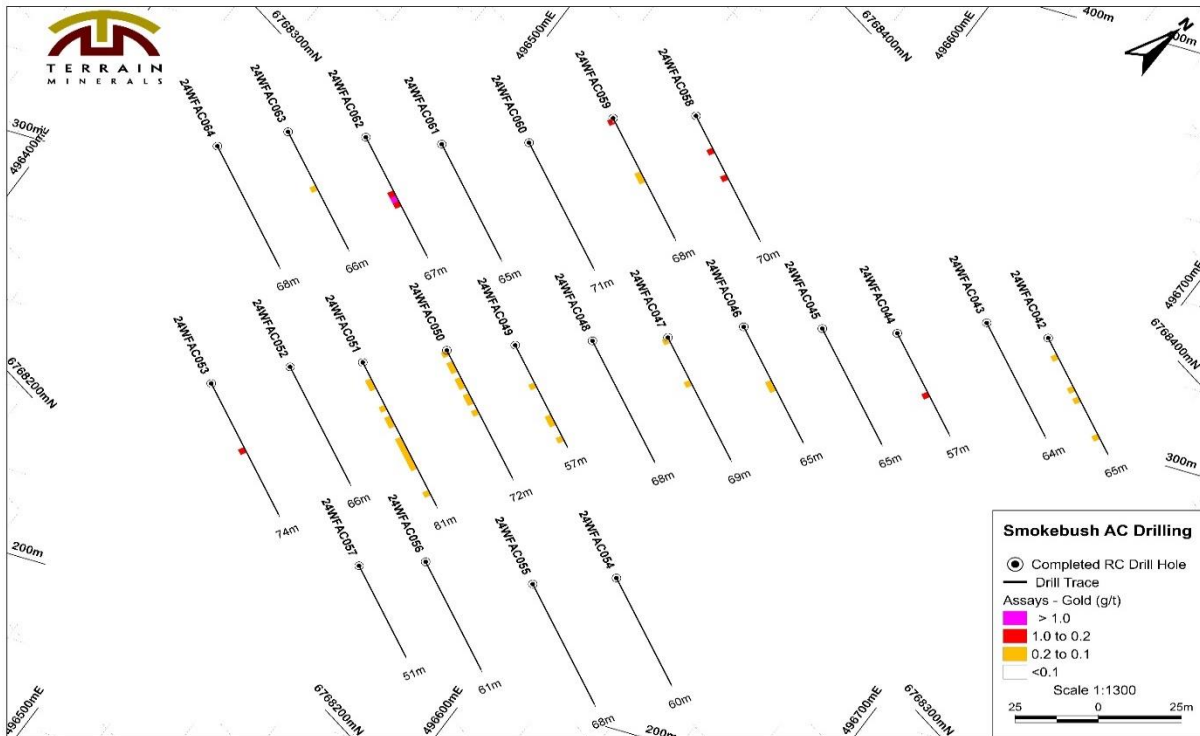 TERRAIN
MINERALS
6768300mN
496500mE
6768400mN
496600mE
400m
N
300m
496400mE
24WFAC064
24WFAC063
24WFAC062
24WFAC061
24WFAC060
24WFAC059
24WFAC058
68m
66m
67m
65m
71m
68m
70m
496700mE
6768400mN
6768200mN
24WFAC053
24WFAC052
24WFAC051
24WFAC050
24WFAC049
24WFAC048
24WFAC047
24WFAC046
24WFAC045
24WFAC044
24WFAC043
24WFAC042
74m
66m
81m
72m
57m
68m
69m
65m
65m
57m
64m
65m
300m
200m
24WFAC057
24WFAC056
24WFAC055
24WFAC054
51m
61m
68m
60m
496500mE
6768200mN
496600mE
200m
496700mE
6768300mN
Smokebush AC Drilling
Completed RC Drill Hole
Drill Trace
Assays - Gold (g/t)
> 1.0
1.0 to 0.2
0.2 to 0.1
<0.1
Scale 1:1300
25 0 25m